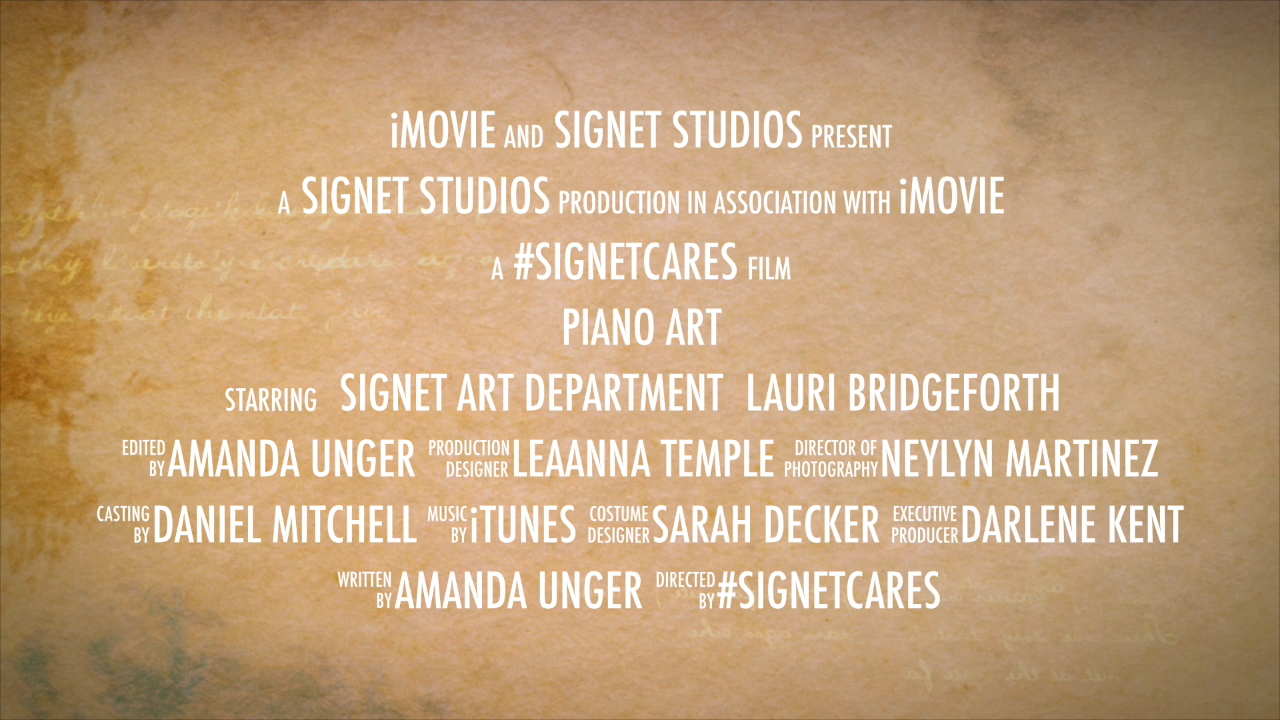 iMOVIE AND SIGNET STUDIOS PRESENT
A SIGNET STUDIOS PRODUCTION IN ASSOCIATION WITH iMOVIE
A #SIGNETCARES FILM
PIANO ART
STARRING SIGNET ART DEPARTMENT LAURI BRIDGEFORTH
EDITED BY AMANDA UNGER PRODUCTION DESIGNER LEAANNA TEMPLE DIRECTOR OF PHOTOGRAPHY NEYLYN MARTINEZ
CASTING BY DANIEL MITCHELL MUSIC BY iTUNES COSTUME DESIGNER SARAH DECKER EXECUTIVE PRODUCER DARLENE KENT
WRITTEN BY AMANDA UNGER DIRECTED BY #SIGNETCARES